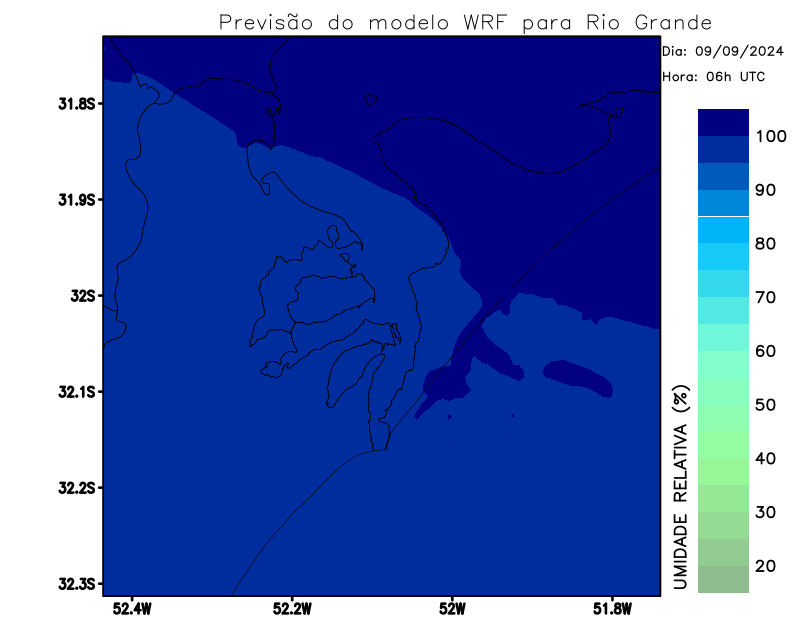 Previsão do modelo WRF para Rio Grande
Dia: 09/09/2024
Hora: 06h UTC
31.8S
31.9S
32S
32.1S
32.2S
32.3S
52.4W
52.2W
52W
51.8W
100
90
80
70
60
50
40
30
20
UMIDADE RELATIVA (%)